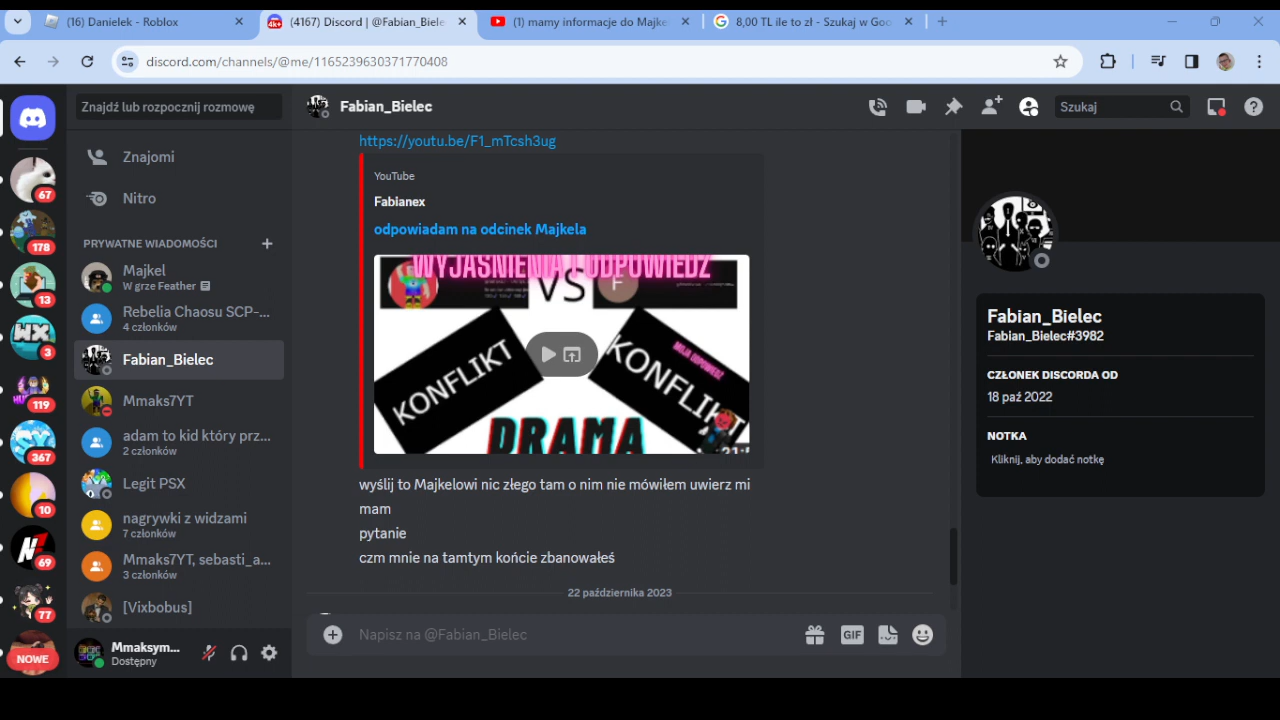 (16) Danielek - Roblox
(4167) Discord | @Fabian_Biele
(1) mamy informacje do Majke
8,00 TL ile to zł - Szukaj w Goo
discord.com/channels/@me/1165239630371770408
Znajdź lub rozpocznij rozmowę
Fabian_Bielec
Szukaj
Znajomi
Nitro
PRYWATNE WIADOMOŚCI
Majkel
W grze Feather
Rebelia Chaosu SCP-...
4 członków
Fabian_Bielec
Mmaks7YT
adam to kid który prz...
2 członków
Legit PSX
nagrywki z widzami
7 członków
Mmaks7YT, sebasti_a...
3 członków
[Vixbobus]
Mmaksym...
Dostępny
67
178
13
WX
3
119
367
10
69
77
NOWE
https://youtu.be/F1_mTcsh3ug
YouTube
Fabianex
odpowiadam na odcinek Majkela
WYJAŚNIENIA I ODPOWIEDZ
VS
F
KONFLIKT
KONFLIKT
MOJA ODPOWIEDZ
DRAMA
wyślij to Majkelowi nic złego tam o nim nie mówiłem uwierz mi
mam
pytanie
czm mnie na tamtym końcie zbanowałeś
22 października 2023
Napisz na @Fabian_Bielec
GIF
Fabian_Bielec
Fabian_Bielec#3982
CZŁONEK DISCORDA OD
18 paź 2022
NOTKA
Kliknij, aby dodać notkę